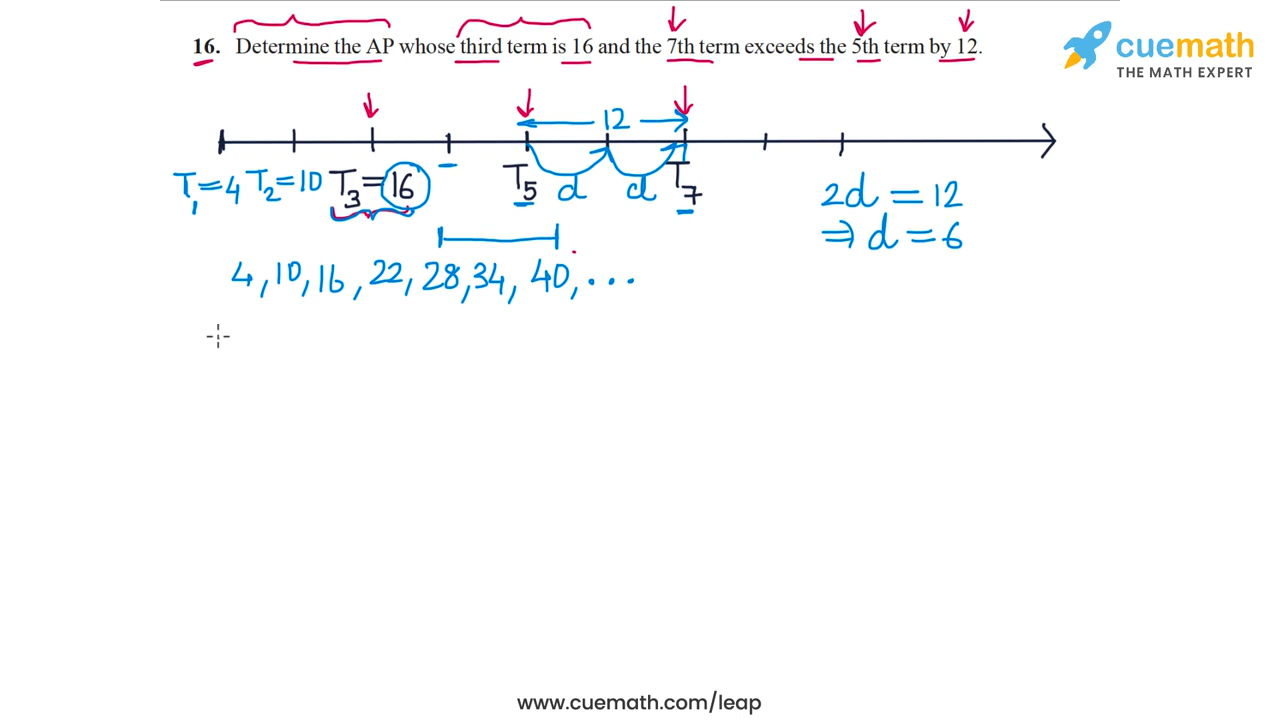 16. Determine the AP whose third term is 16 and the 7th term exceeds the 5th term by 12.
cuemath
THE MATH EXPERT
12
T₁=4 T₂=10 T₃=16 T₅ d d T₇
2d = 12
⇒ d = 6
4, 10, 16, 22, 28, 34, 40, ...
www.cuemath.com/leap